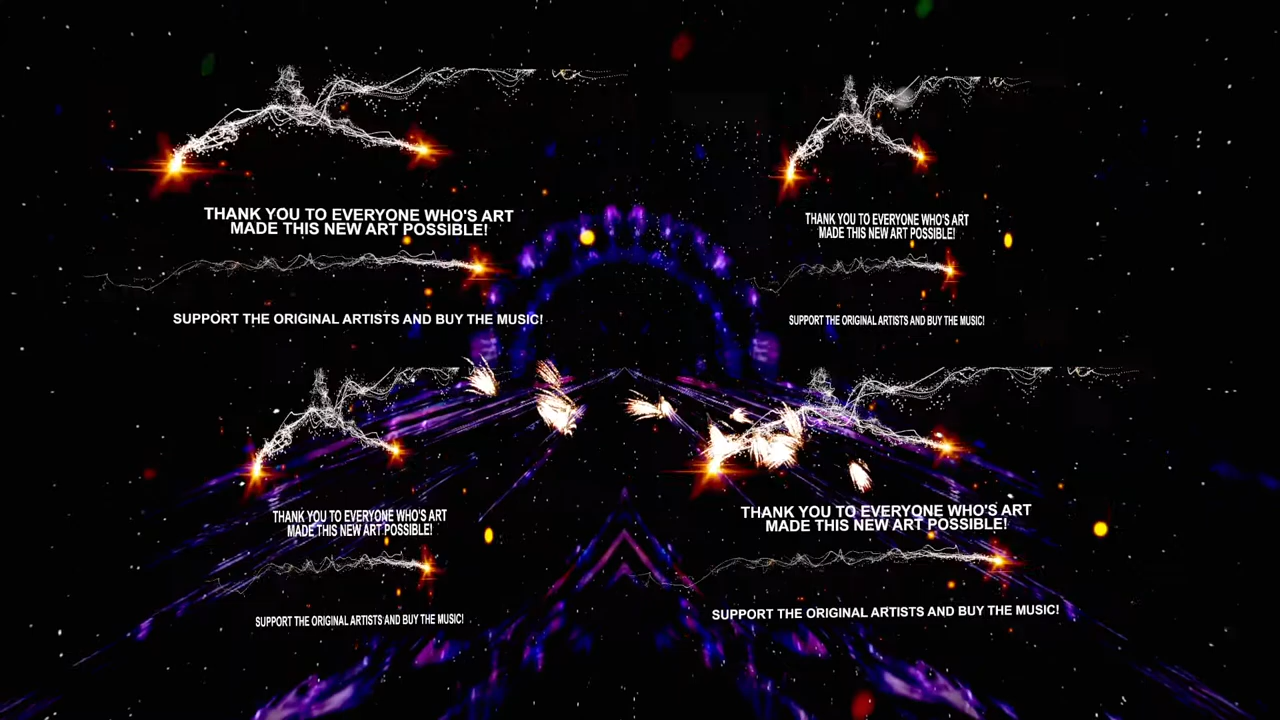 THANK YOU TO EVERYONE WHO'S ART
MADE THIS NEW ART POSSIBLE!
SUPPORT THE ORIGINAL ARTISTS AND BUY THE MUSIC!
THANK YOU TO EVERYONE WHO'S ART
MADE THIS NEW ART POSSIBLE!
SUPPORT THE ORIGINAL ARTISTS AND BUY THE MUSIC!
THANK YOU TO EVERYONE WHO'S ART
MADE THIS NEW ART POSSIBLE!
SUPPORT THE ORIGINAL ARTISTS AND BUY THE MUSIC!
THANK YOU TO EVERYONE WHO'S ART
MADE THIS NEW ART POSSIBLE!
SUPPORT THE ORIGINAL ARTISTS AND BUY THE MUSIC!